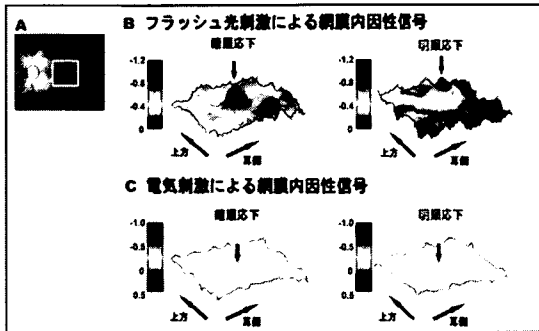 A
B フラッシュ光刺激による網膜内因性信号
暗順応下
明順応下
-1.2
-0.8
-0.4
0
上方
耳側
-1.2
-0.8
-0.4
0
上方
耳側
C 電気刺激による網膜内因性信号
暗順応下
明順応下
-1.0
-0.5
0
0.5
上方
耳側
-1.0
-0.5
0
0.5
上方
耳側